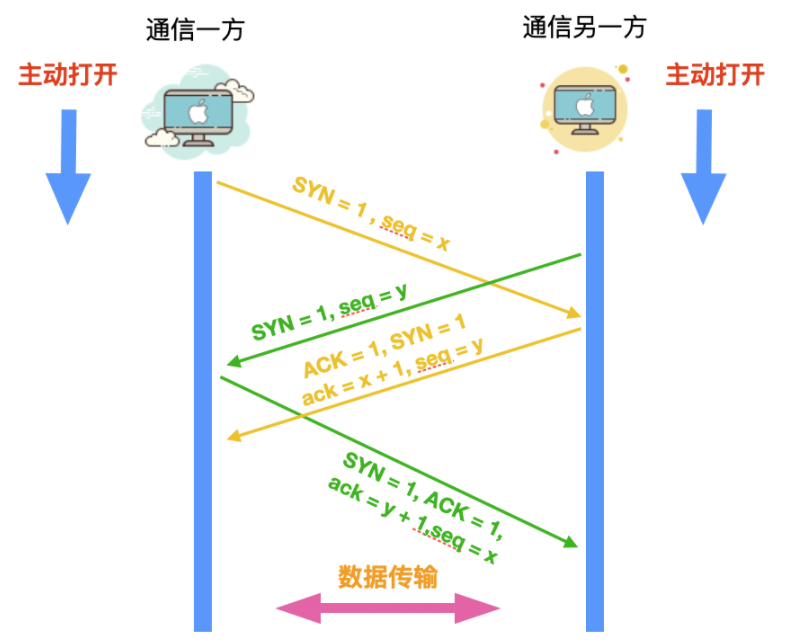 通信一方
通信另一方
主动打开
主动打开
SYN = 1 , seq = x
SYN = 1, seq = y
ACK = 1, SYN = 1
ack = x + 1, seq = y
SYN = 1, ACK = 1,
ack = y + 1,seq = x
数据传输